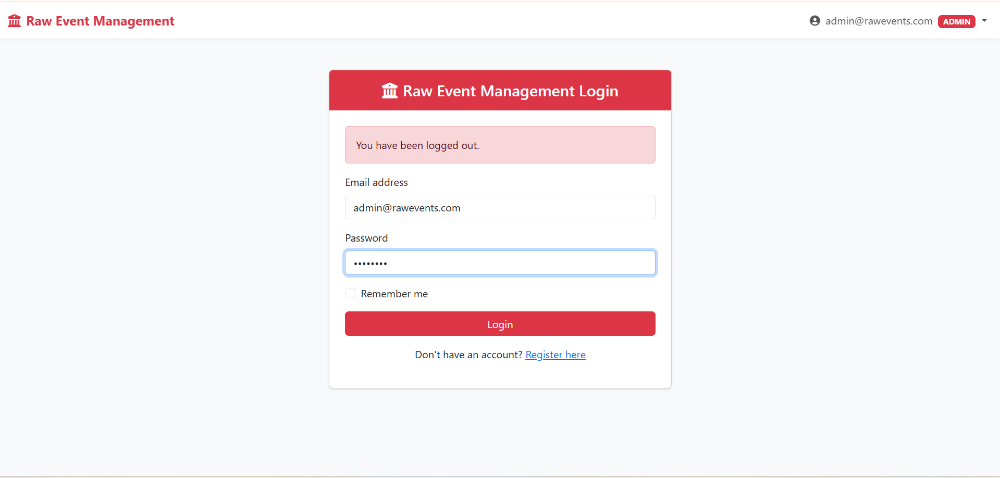 Raw Event Management
admin@rawevents.com ADMIN
Raw Event Management Login
You have been logged out.
Email address
admin@rawevents.com
Password
••••••••
Remember me
Login
Don't have an account? Register here